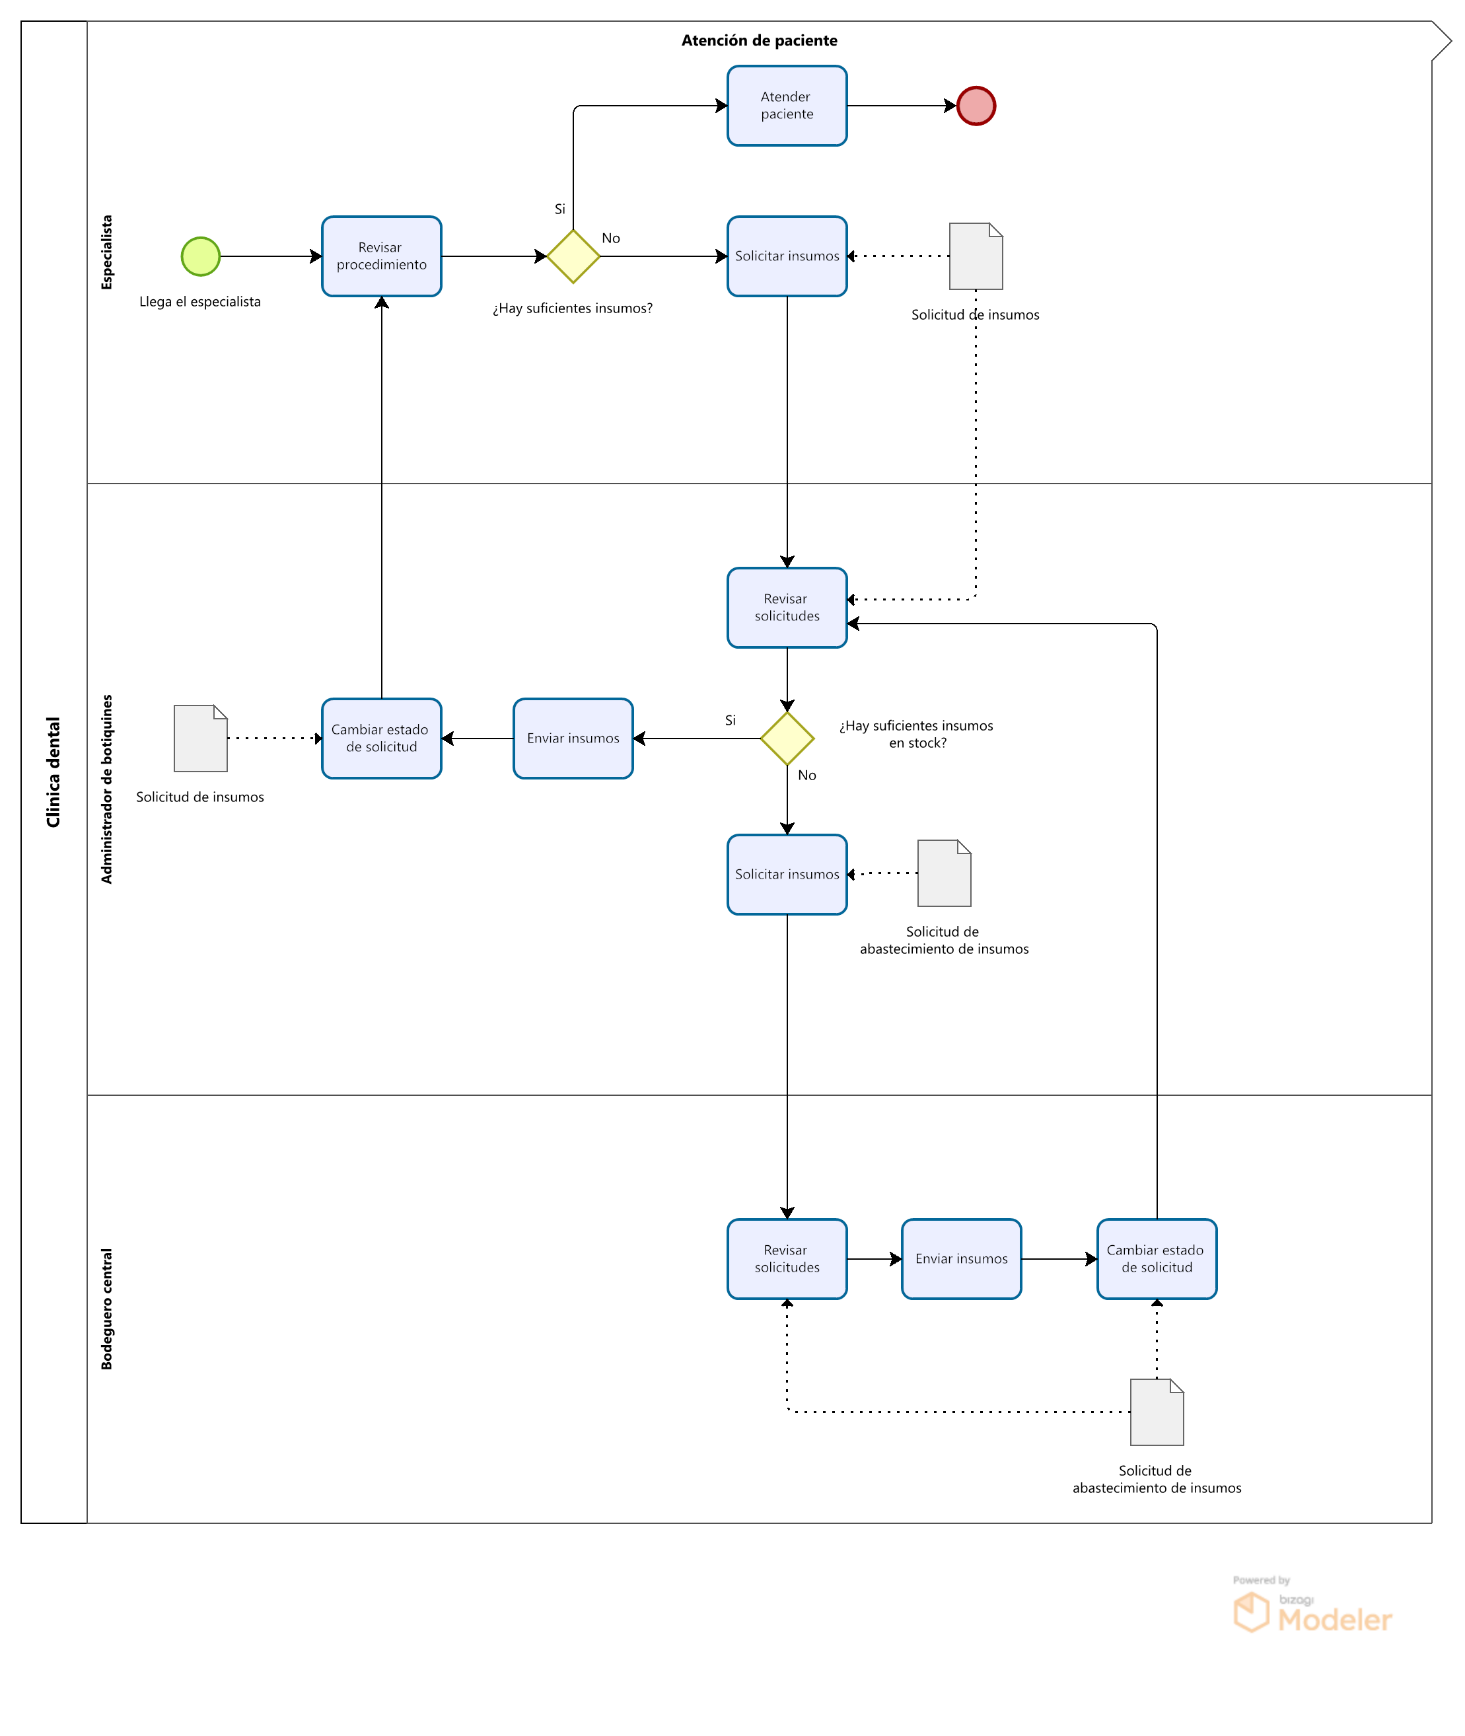 Atención de paciente
Clinica dental
Especialista
Atender
paciente
Si
No
Revisar
procedimiento
Solicitar insumos
Llega el especialista
¿Hay suficientes insumos?
Solicitud de insumos
Administrador de botiquines
Revisar
solicitudes
Si
¿Hay suficientes insumos
en stock?
Cambiar estado
de solicitud
Enviar insumos
No
Solicitud de insumos
Solicitar insumos
Solicitud de
abastecimiento de insumos
Bodeguero central
Revisar
solicitudes
Enviar insumos
Cambiar estado
de solicitud
Solicitud de
abastecimiento de insumos
Powered by
bizagi
Modeler